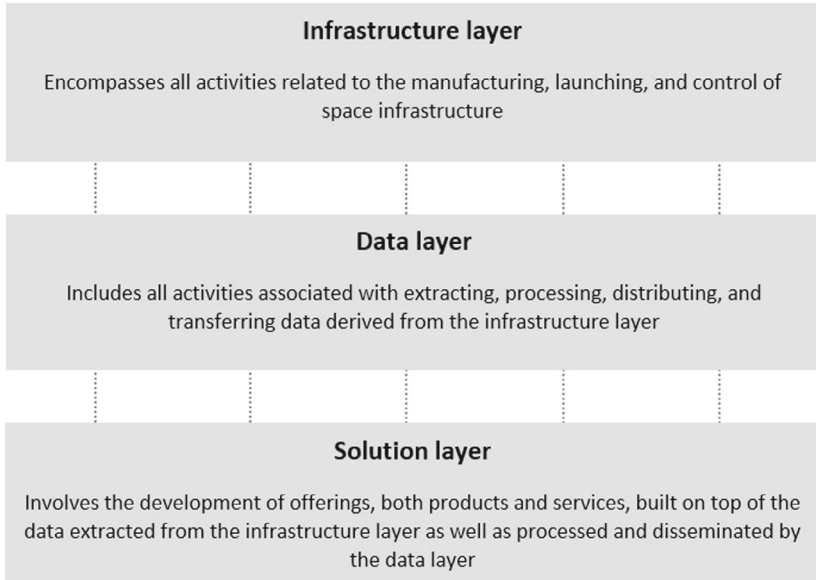 Infrastructure layer
Encompasses all activities related to the manufacturing, launching, and control of
space infrastructure
Data layer
Includes all activities associated with extracting, processing, distributing, and
transferring data derived from the infrastructure layer
Solution layer
Involves the development of offerings, both products and services, built on top of the
data extracted from the infrastructure layer as well as processed and disseminated by
the data layer